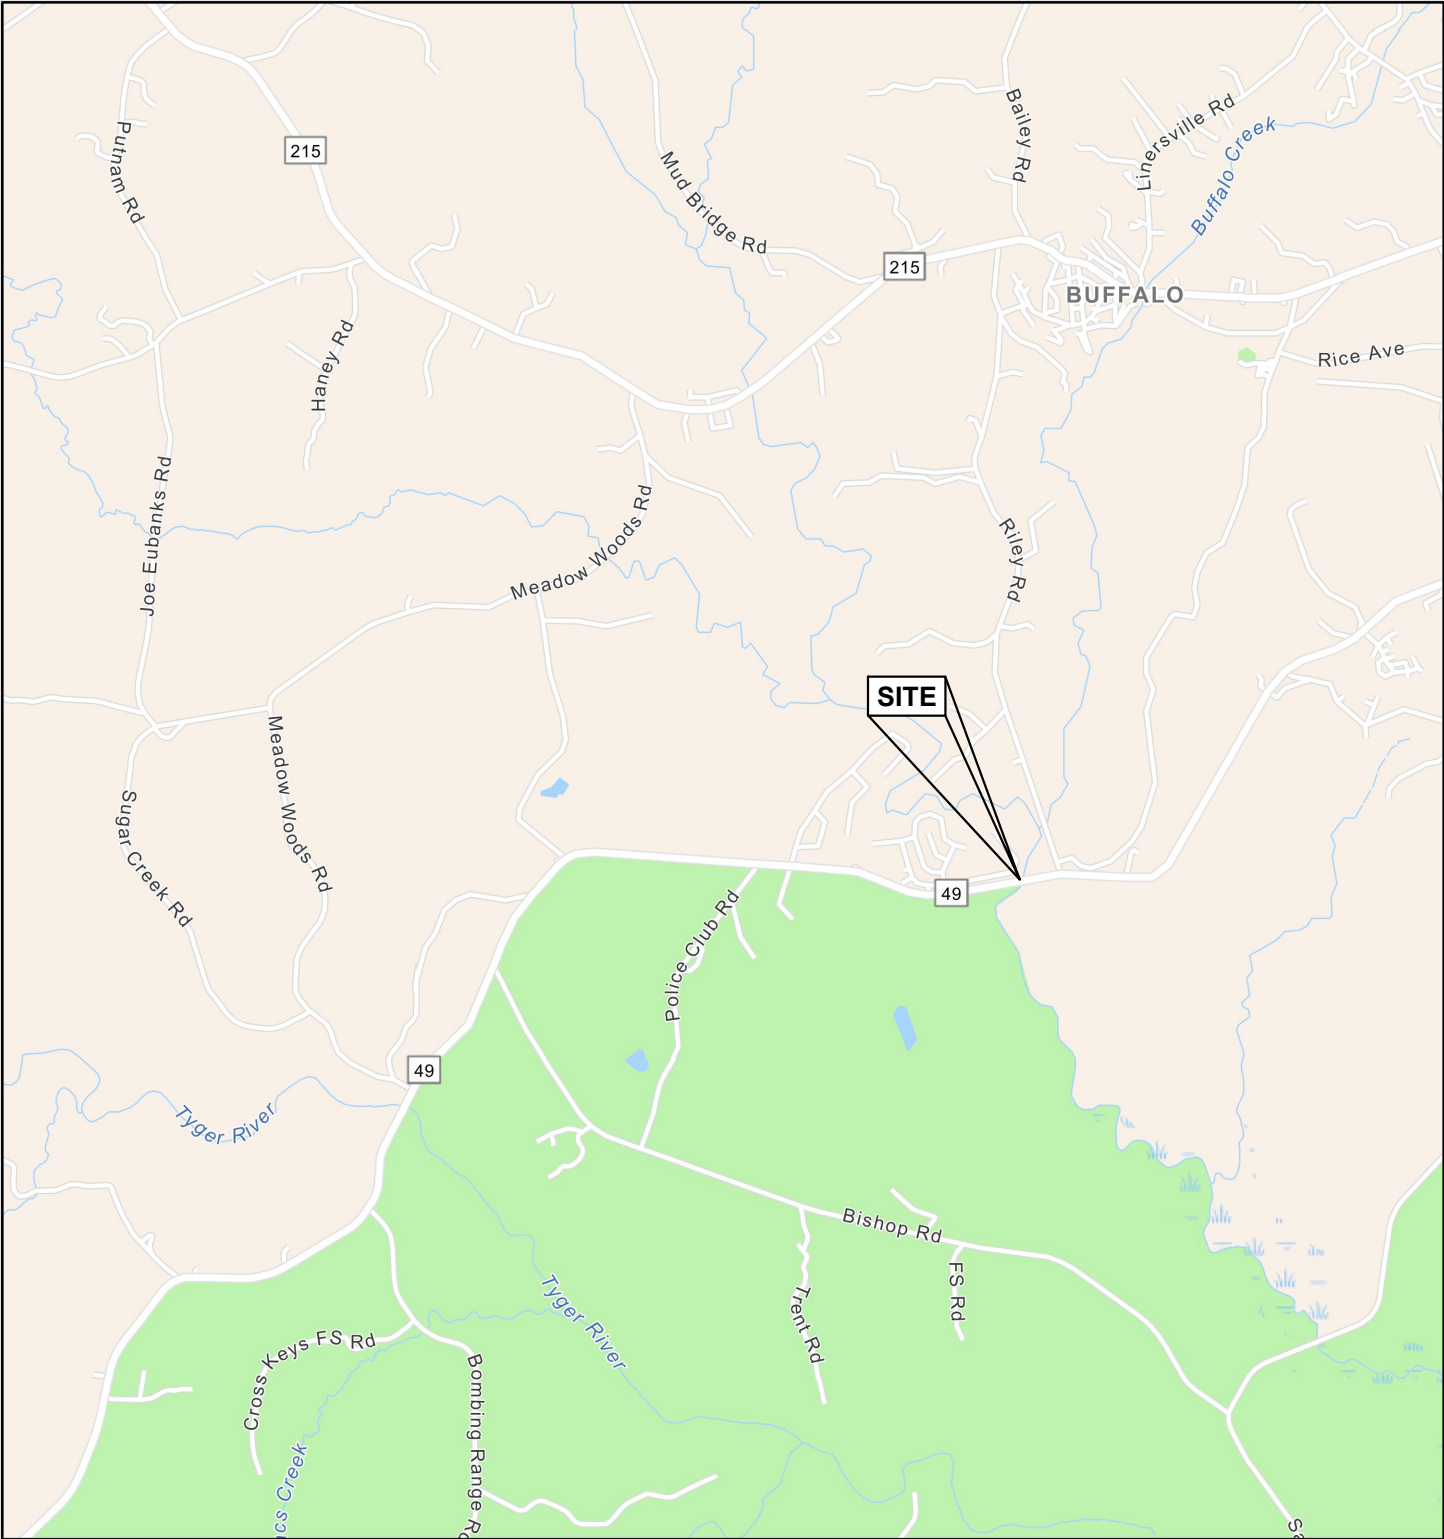 Putnam Rd
215
Mud Bridge Rd
Bailey Rd
Linersville Rd
Buffalo Creek
215
BUFFALO
Rice Ave
Haney Rd
Joe Eubanks Rd
Meadow Woods Rd
Riley Rd
SITE
Meadow Woods Rd
Sugar Creek Rd
49
Police Club Rd
49
Tyger River
Bishop Rd
FS Rd
Trent Rd
Tyger River
Cross Keys FS Rd
Bombing Range Rd
Creek